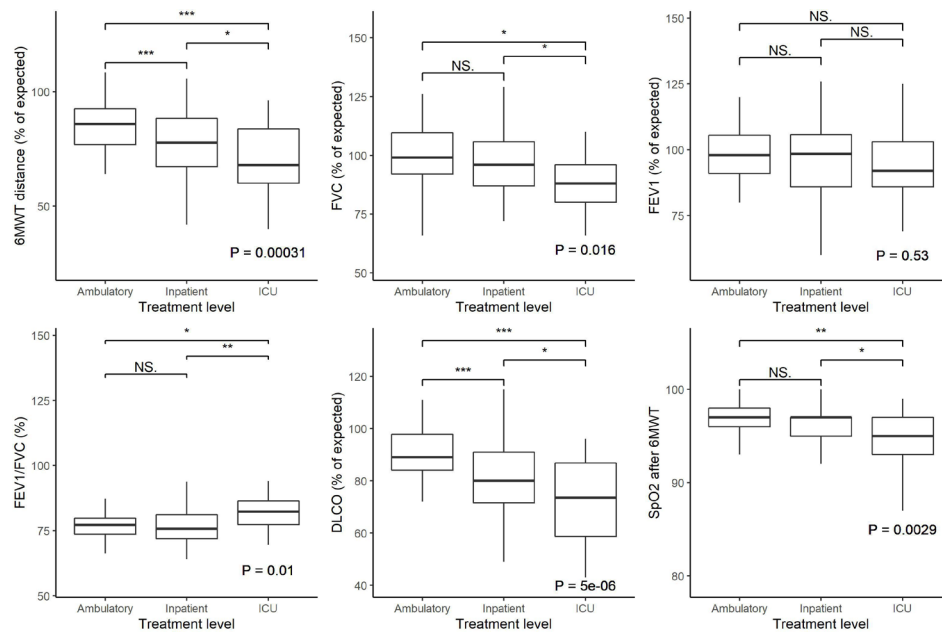 ***
***
*
6MWT distance (% of expected)
100
50
P = 0.00031
Ambulatory Inpatient ICU
Treatment level
*
NS.
*
FVC (% of expected)
150
125
100
75
50
P = 0.016
Ambulatory Inpatient ICU
Treatment level
NS.
NS.
NS.
FEV1 (% of expected)
150
125
100
75
P = 0.53
Ambulatory Inpatient ICU
Treatment level
*
NS.
**
FEV1/FVC (%)
150
125
100
75
50
P = 0.01
Ambulatory Inpatient ICU
Treatment level
***
***
*
DLCO (% of expected)
140
120
100
80
60
40
P = 5e-06
Ambulatory Inpatient ICU
Treatment level
**
NS.
*
SpO2 after 6MWT
100
90
80
P = 0.0029
Ambulatory Inpatient ICU
Treatment level